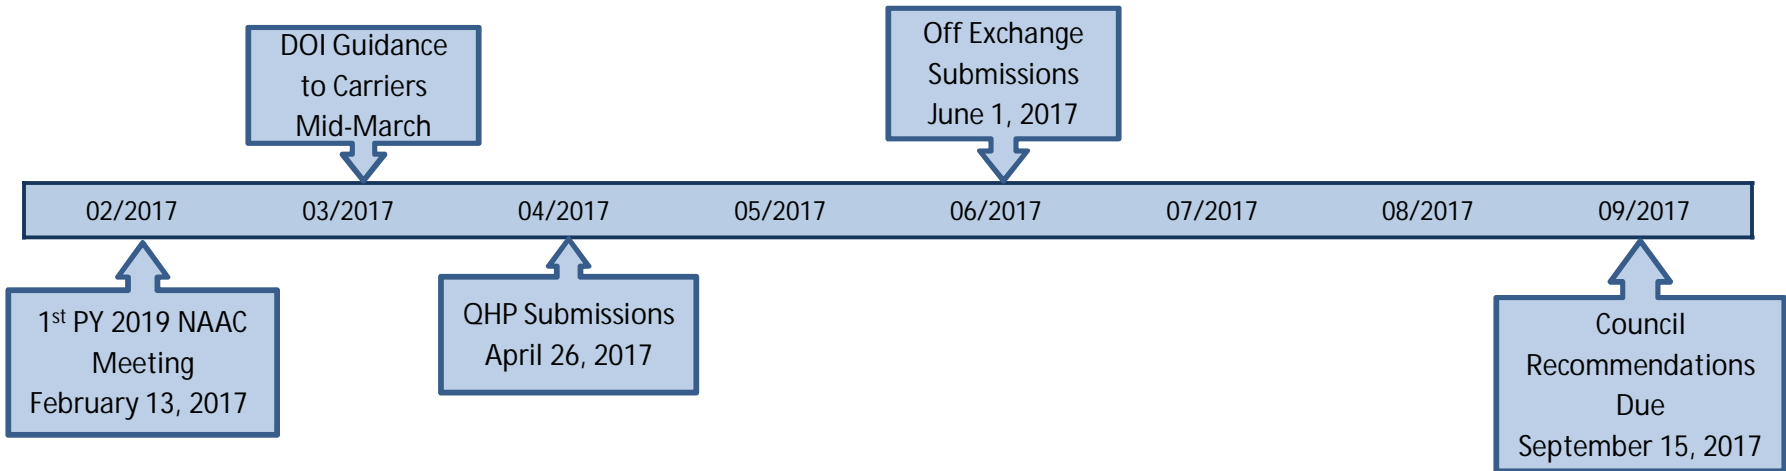 DOI Guidance
to Carriers
Mid-March
Off Exchange
Submissions
June 1, 2017
02/2017 03/2017 04/2017 05/2017 06/2017 07/2017 08/2017 09/2017
1st PY 2019 NAAC
Meeting
February 13, 2017
QHP Submissions
April 26, 2017
Council
Recommendations
Due
September 15, 2017